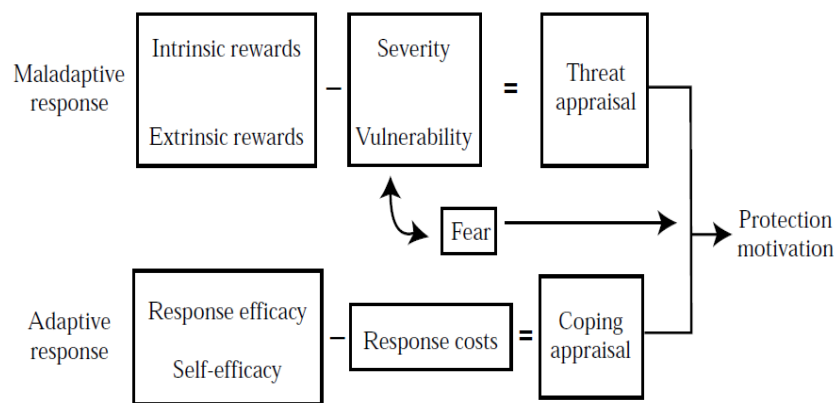 Maladaptive
response
Intrinsic rewards
Extrinsic rewards
–
Severity
Vulnerability
=
Threat
appraisal
Fear
Protection
motivation
Adaptive
response
Response efficacy
Self-efficacy
–
Response costs
=
Coping
appraisal